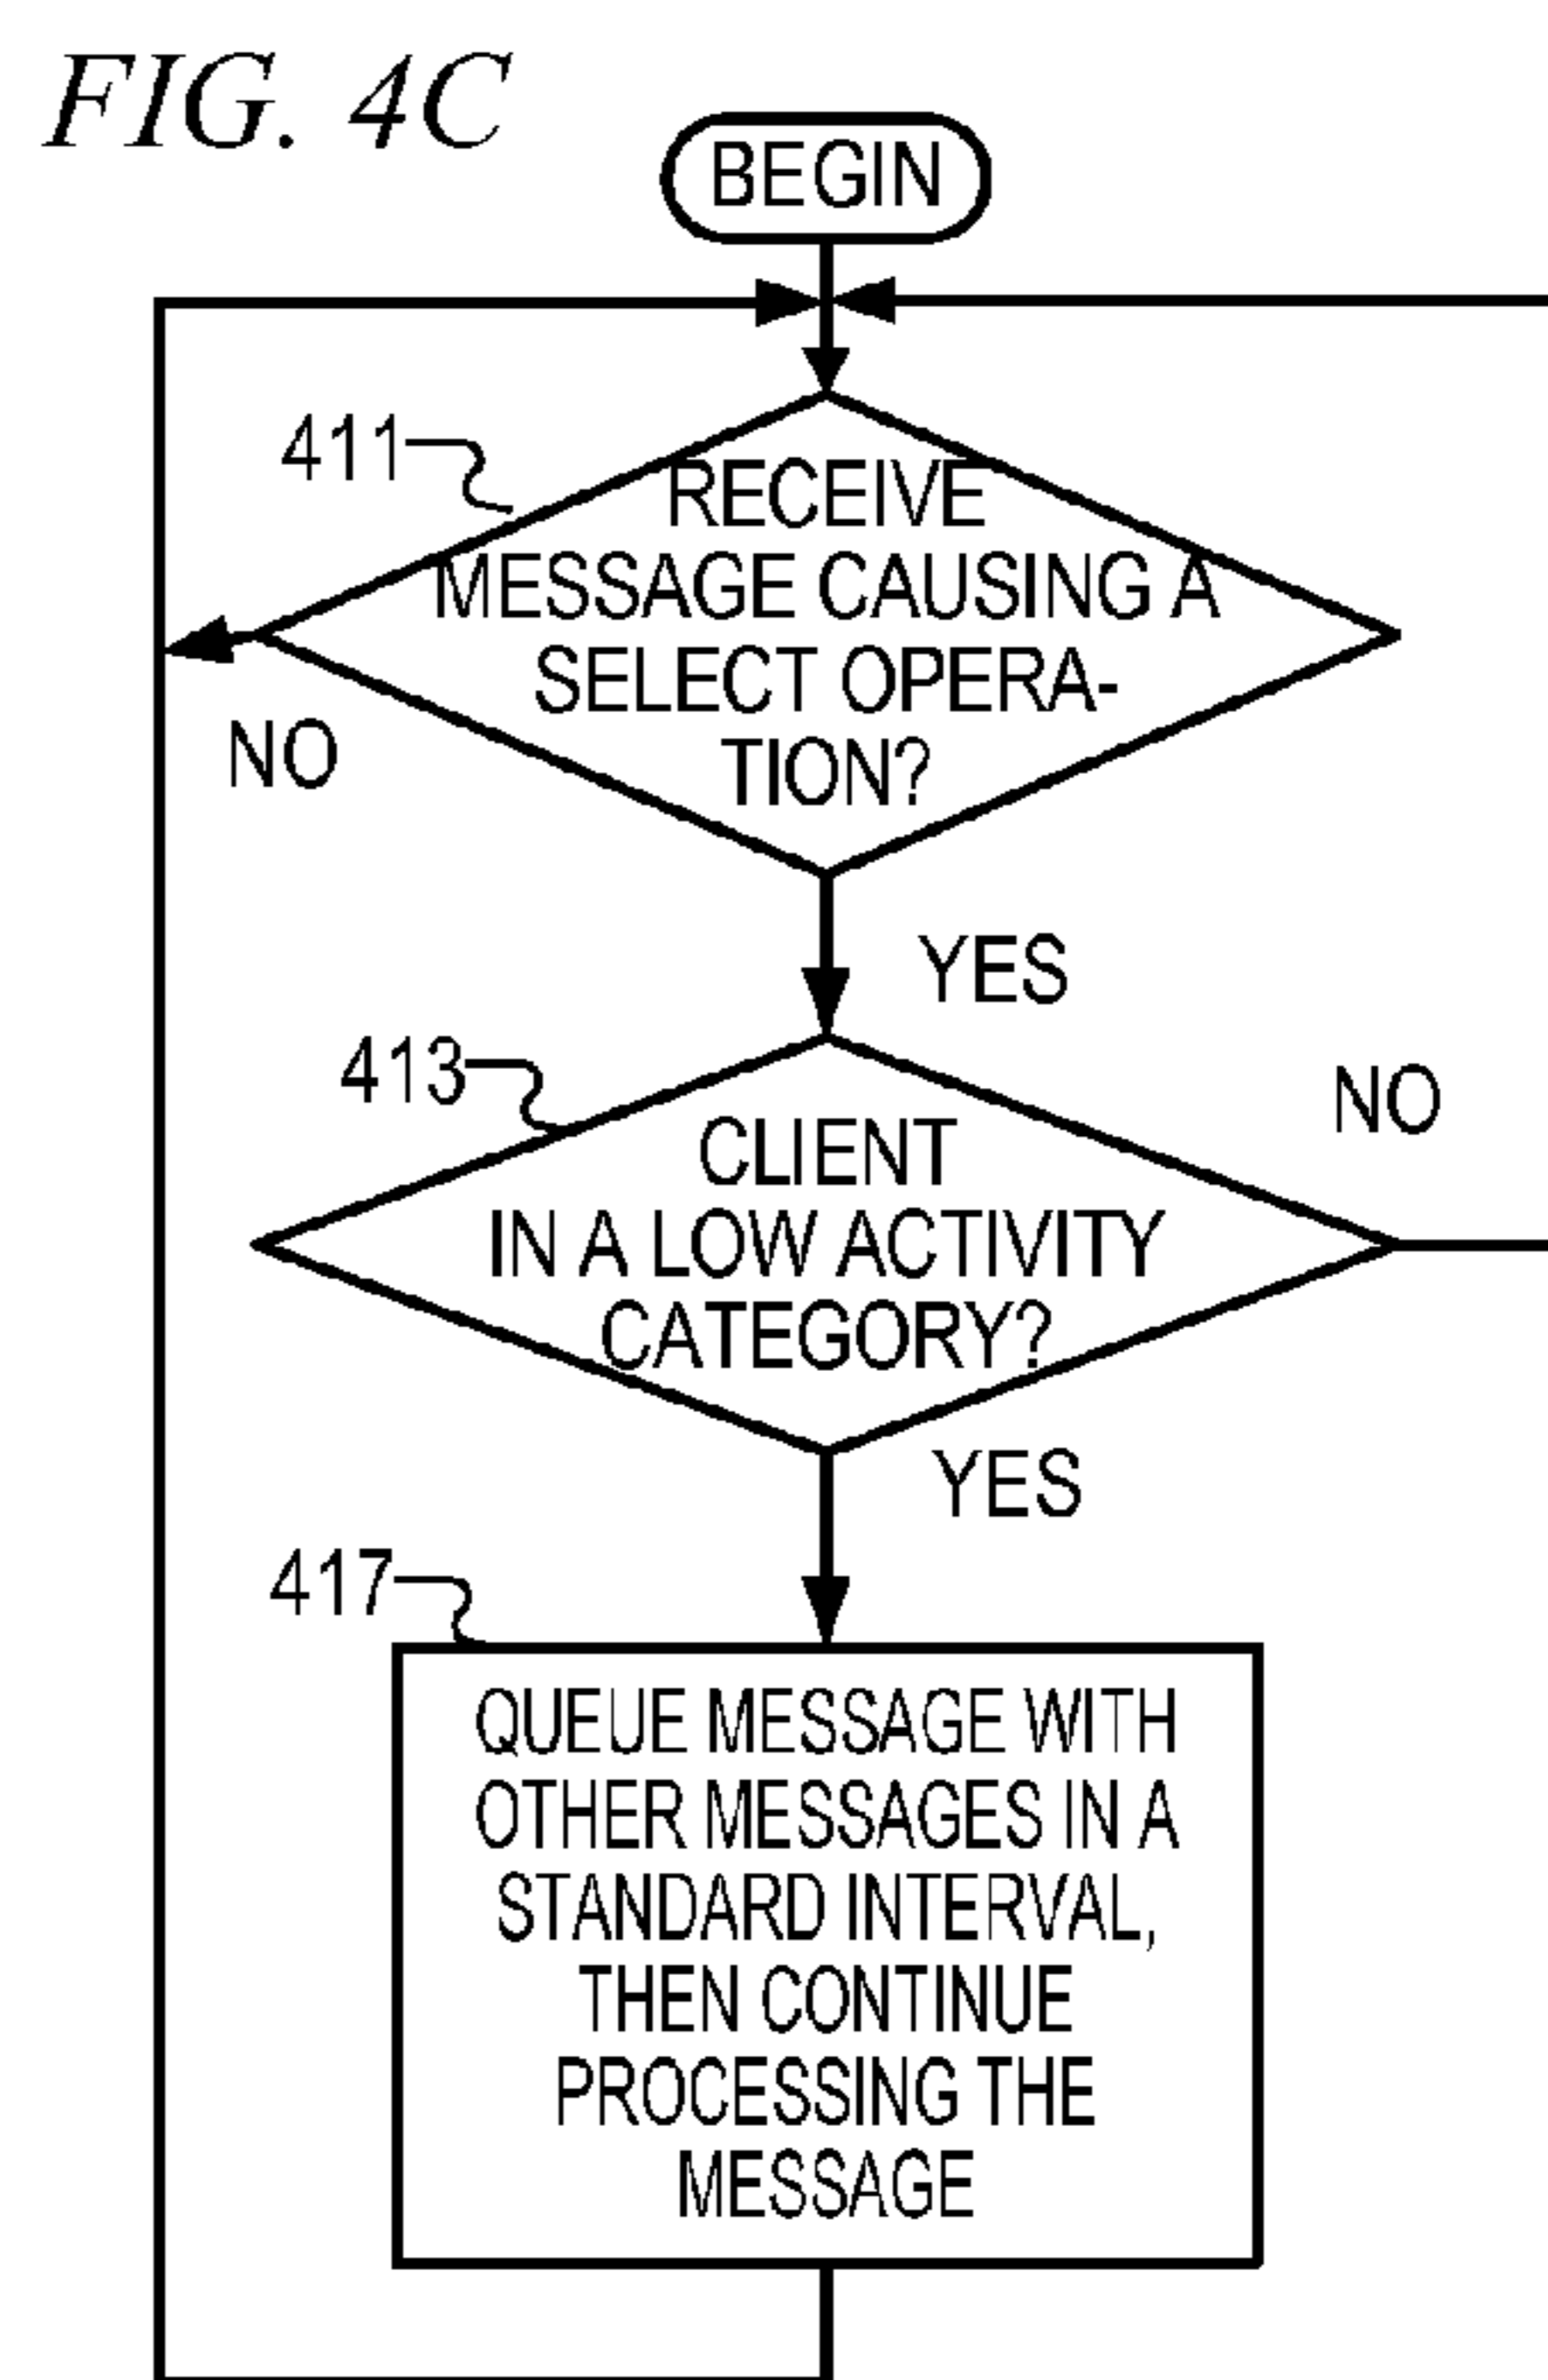 FIG. 4C
BEGIN
411
RECEIVE
MESSAGE CAUSING A
SELECT OPERA-
TION?
NO
YES
413
CLIENT
IN A LOW ACTIVITY
CATEGORY?
NO
YES
417
QUEUE MESSAGE WITH
OTHER MESSAGES IN A
STANDARD INTERVAL,
THEN CONTINUE
PROCESSING THE
MESSAGE